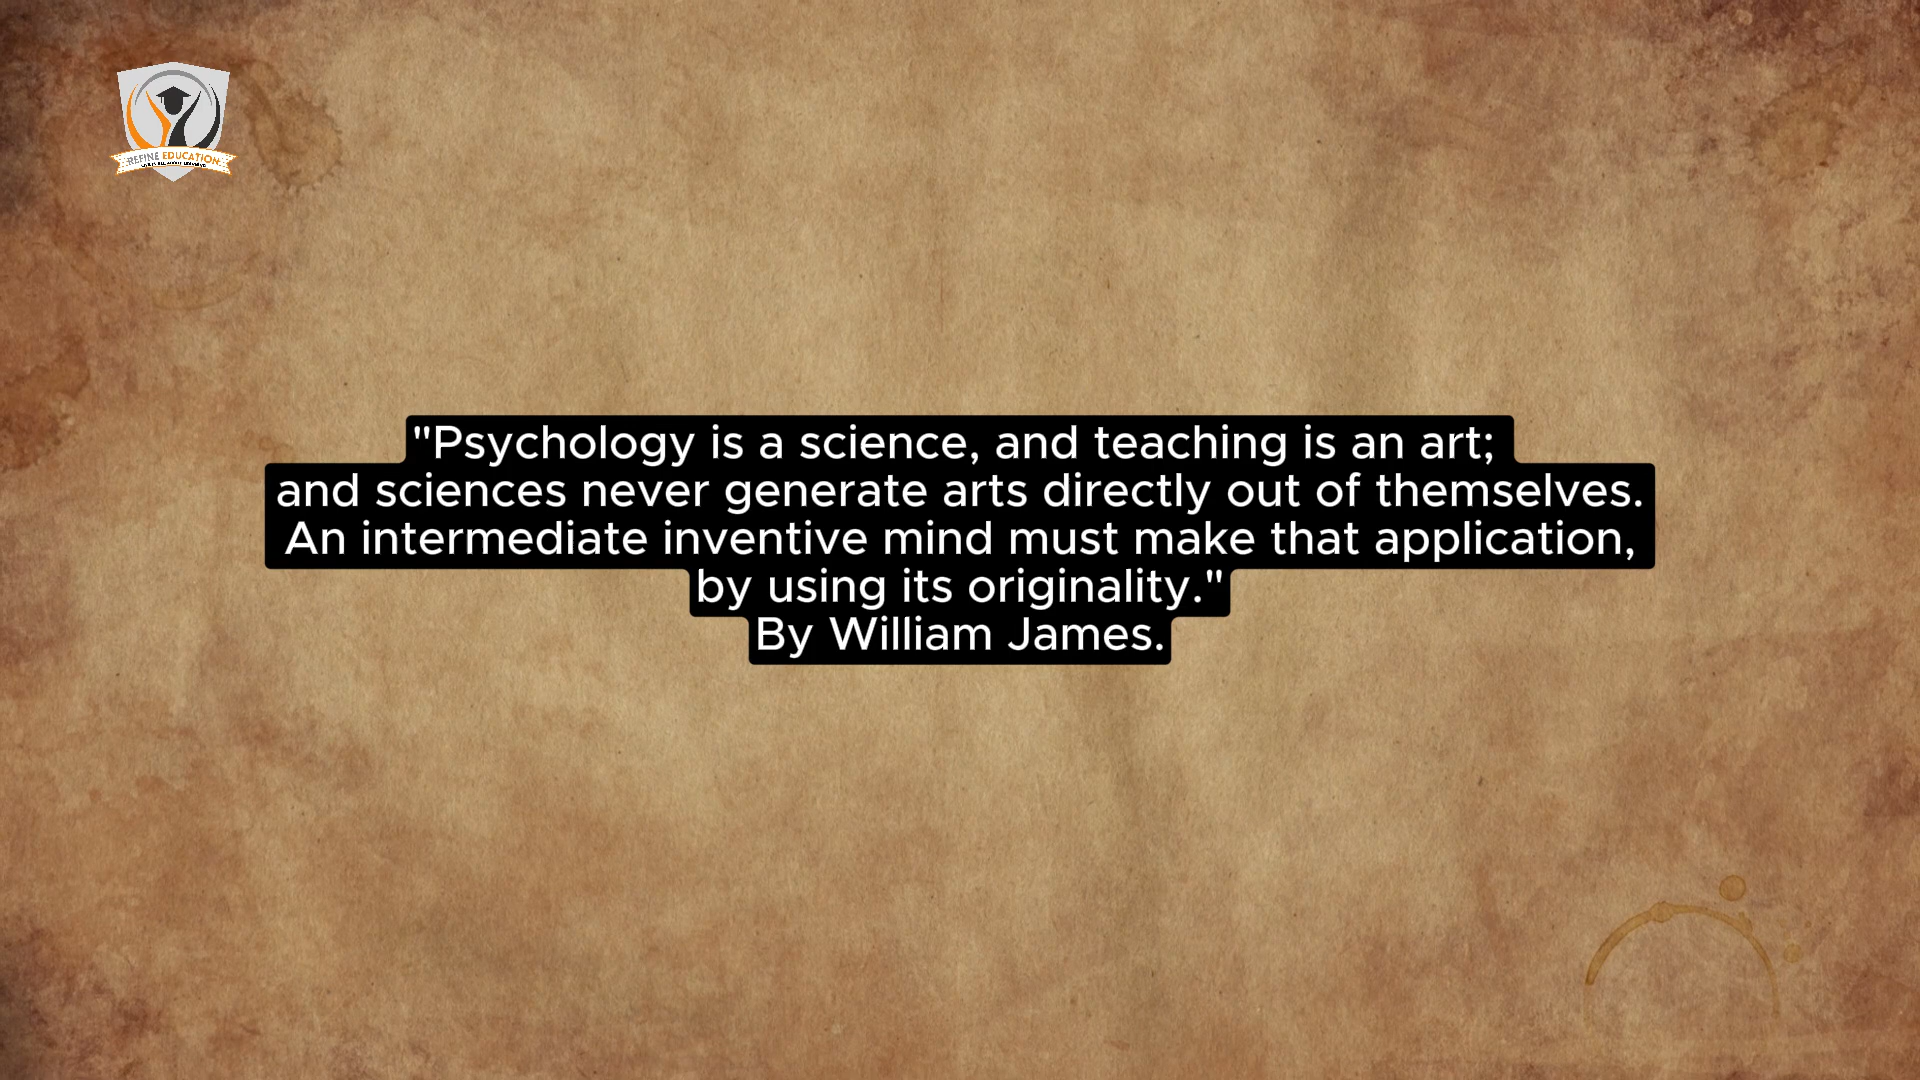 REFINE EDUCATION
"Psychology is a science, and teaching is an art;
and sciences never generate arts directly out of themselves.
An intermediate inventive mind must make that application,
by using its originality."
By William James.